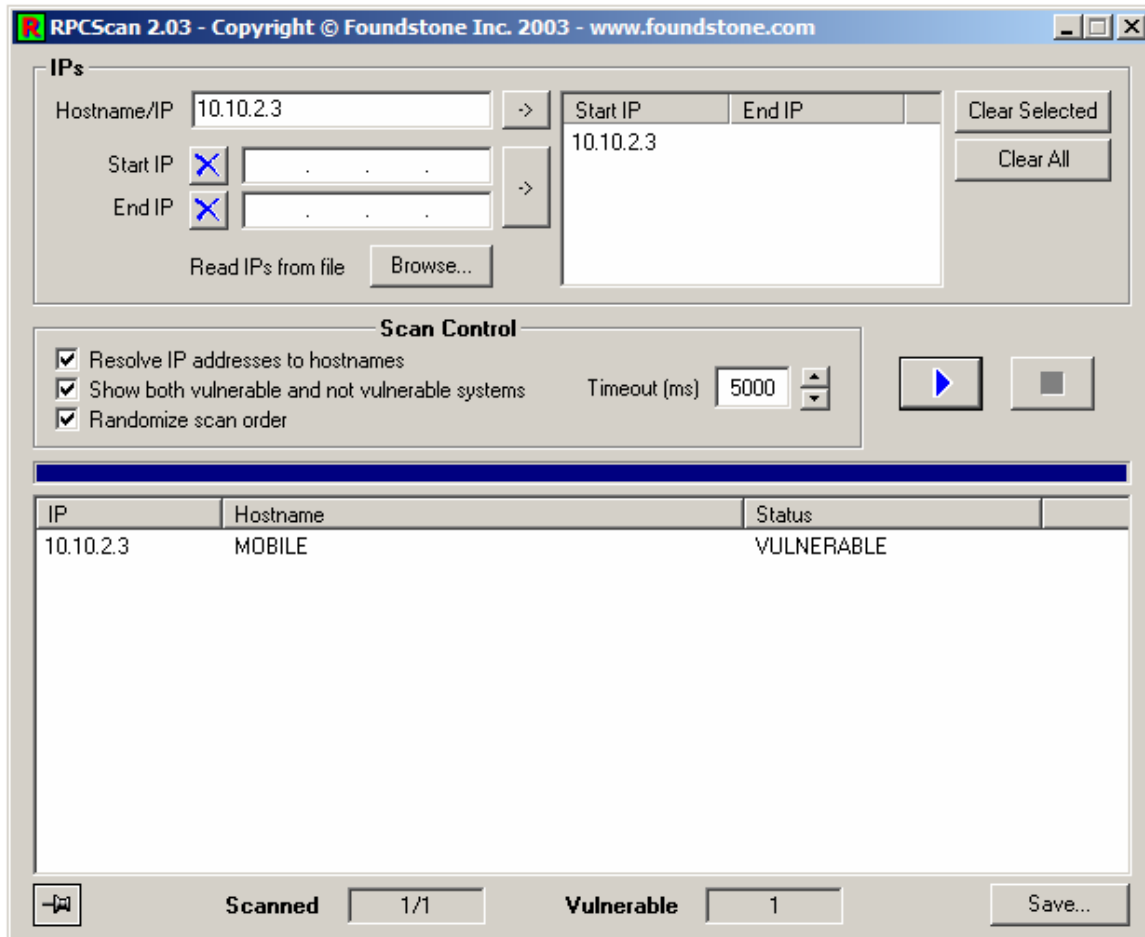 RPCScan 2.03 - Copyright © Foundstone Inc. 2003 - www.foundstone.com
IPs
Hostname/IP 10.10.2.3 -> Start IP End IP Clear Selected
10.10.2.3
Start IP . . . -> Clear All
End IP . . .
Read IPs from file Browse...
Scan Control
Resolve IP addresses to hostnames
Show both vulnerable and not vulnerable systems Timeout (ms) 5000
Randomize scan order
IP Hostname Status
10.10.2.3 MOBILE VULNERABLE
Scanned 1/1 Vulnerable 1 Save...